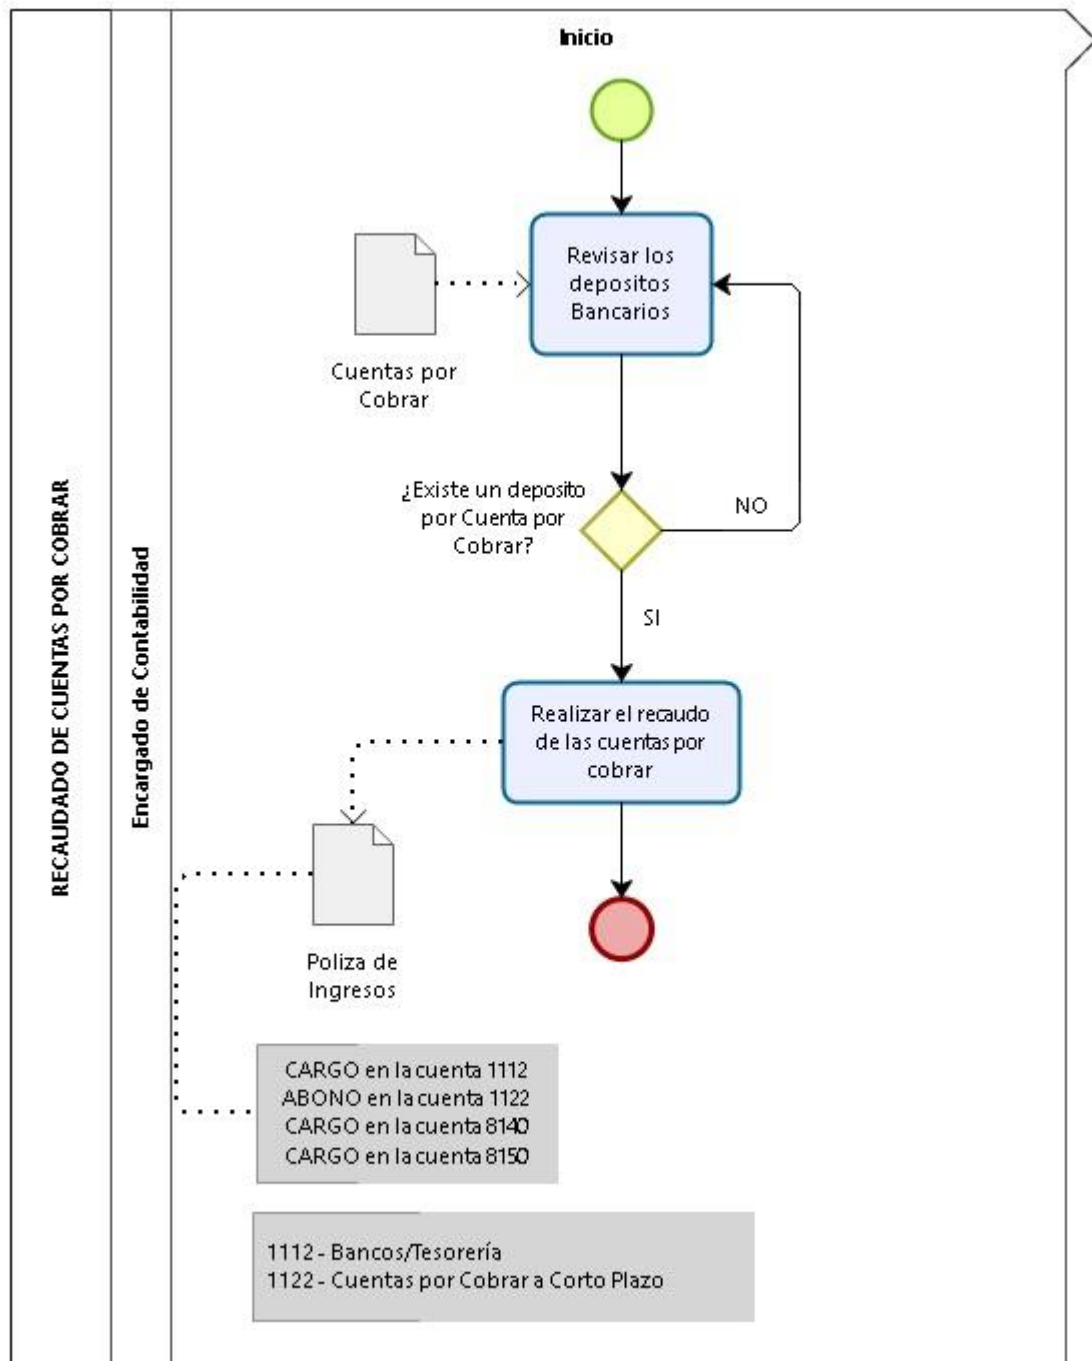 RECAUDADO DE CUENTAS POR COBRAR
Encargado de Contabilidad
Inicio
Revisar los
depositos
Bancarios
Cuentas por
Cobrar
¿Existe un deposito
por Cuenta por
Cobrar?
NO
SI
Realizar el recaudo
de las cuentas por
cobrar
Poliza de
Ingresos
CARGO en la cuenta 1112
ABONO en la cuenta 1122
CARGO en la cuenta 8140
CARGO en la cuenta 8150
1112 - Bancos/Tesorería
1122 - Cuentas por Cobrar a Corto Plazo